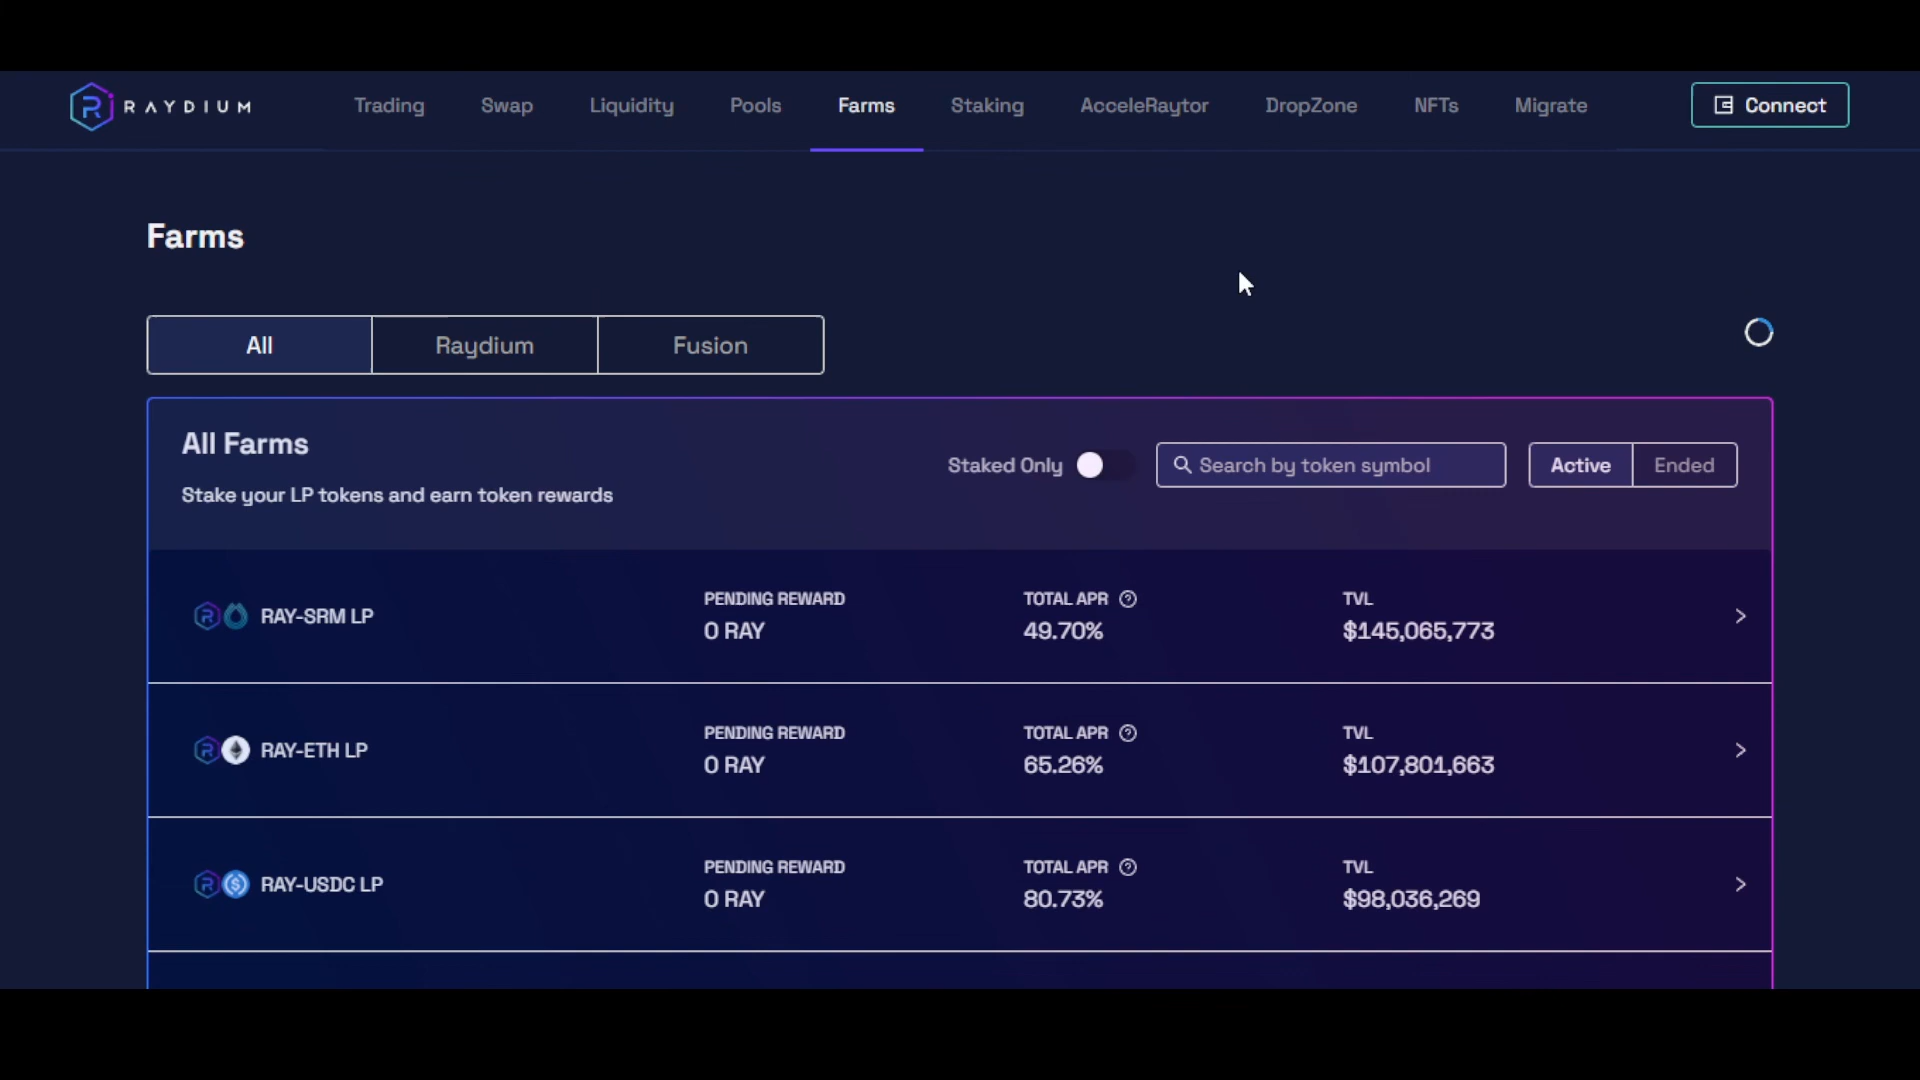 RAYDIUM Trading Swap Liquidity Pools Farms Staking AcceleRaytor DropZone NFTs Migrate Connect
Farms
All Raydium Fusion
All Farms
Stake your LP tokens and earn token rewards
Staked Only Search by token symbol Active Ended
RAY-SRM LP
PENDING REWARD
0 RAY
TOTAL APR
49.70%
TVL
$145,065,773
RAY-ETH LP
PENDING REWARD
0 RAY
TOTAL APR
65.26%
TVL
$107,801,663
RAY-USDC LP
PENDING REWARD
0 RAY
TOTAL APR
80.73%
TVL
$98,036,269